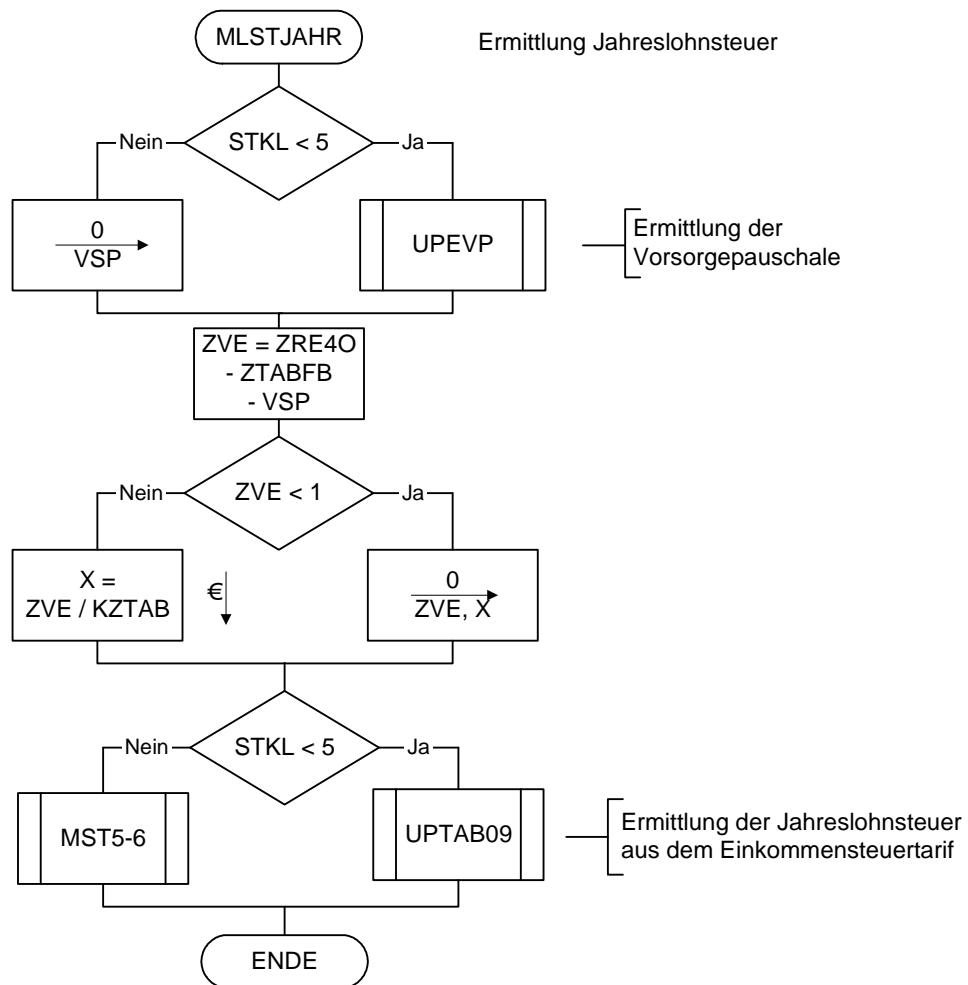 MLSTJAHR
Ermittlung Jahreslohnsteuer
Nein
STKL < 5
Ja
0
VSP
UPEVP
Ermittlung der
Vorsorgepauschale
ZVE = ZRE4O
- ZTABFB
- VSP
Nein
ZVE < 1
Ja
X =
ZVE / KZTAB
€
0
ZVE, X
Nein
STKL < 5
Ja
MST5-6
UPTAB09
Ermittlung der Jahreslohnsteuer
aus dem Einkommensteuertarif
ENDE